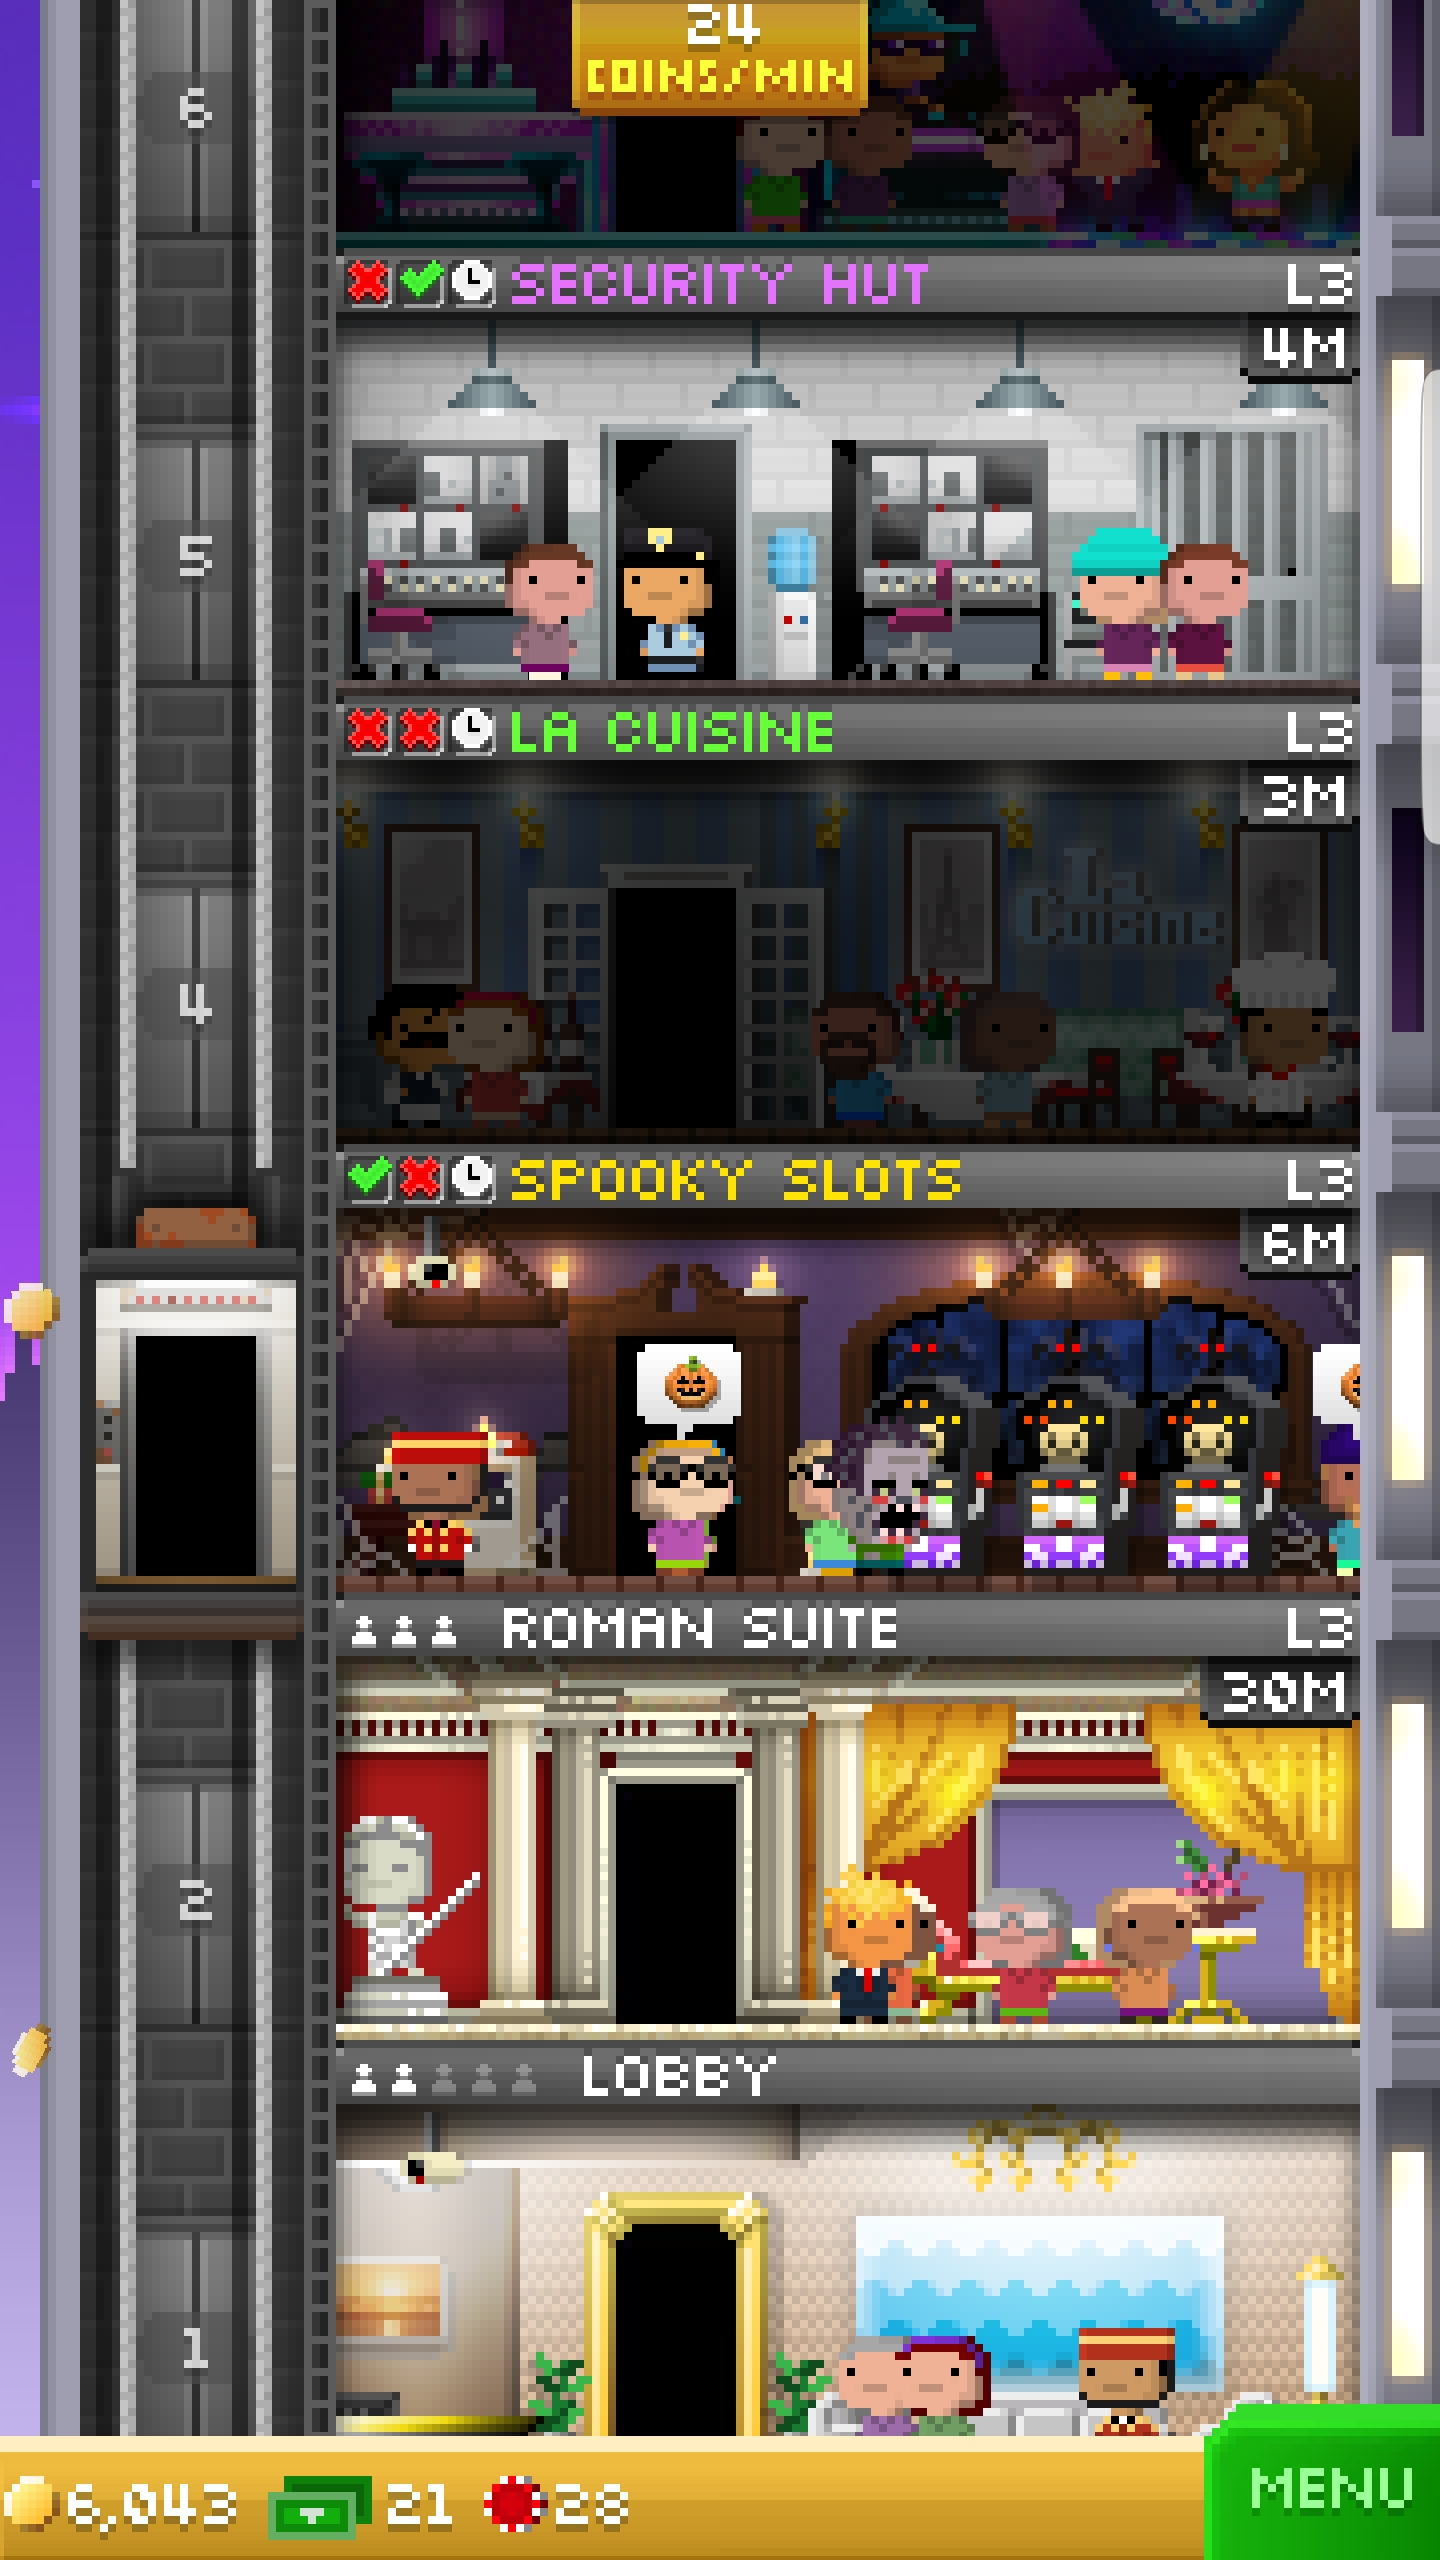 24
COINS/MIN
6
SECURITY HUT L3
4M
5
LA CUISINE L3
3M
La
Cuisine
4
SPOOKY SLOTS L3
6M
ROMAN SUITE L3
30M
2
LOBBY
1
6,043 21 28
MENU